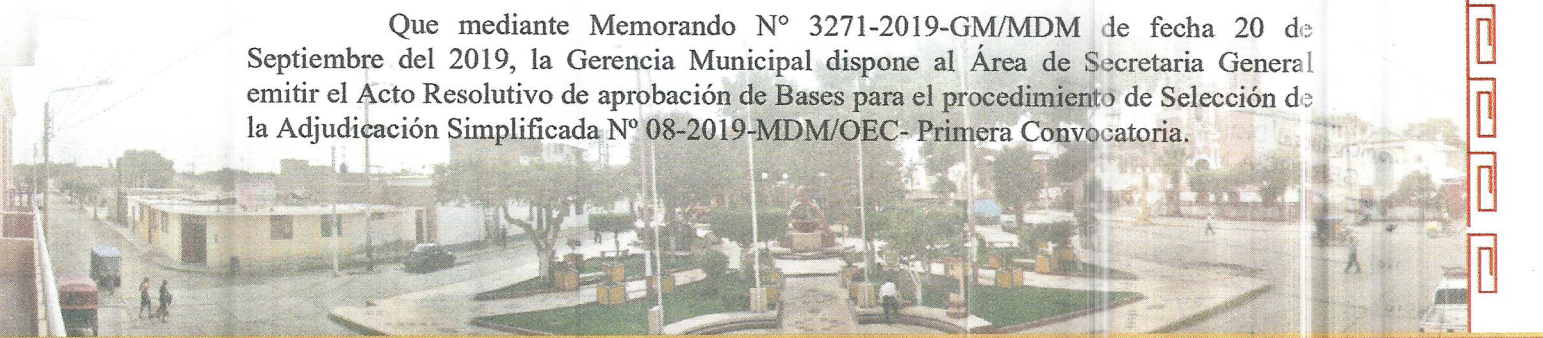 Que mediante Memorando N° 3271-2019-GM/MDM de fecha 20 de
Septiembre del 2019, la Gerencia Municipal dispone al Área de Secretaria General
emitir el Acto Resolutivo de aprobación de Bases para el procedimiento de Selección de
la Adjudicación Simplificada Nº 08-2019-MDM/OEC- Primera Convocatoria.